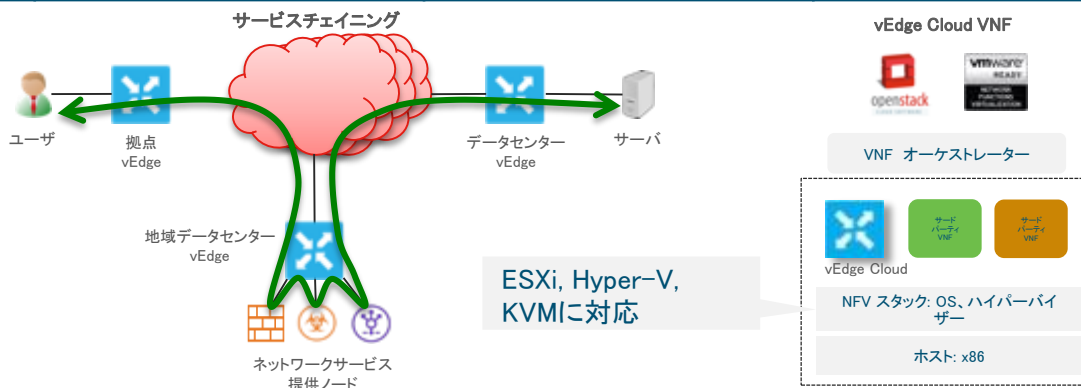 サービスチェイニング
ユーザ
拠点
vEdge
データセンター
vEdge
サーバ
地域データセンター
vEdge
ネットワークサービス
提供ノード
ESXi, Hyper-V,
KVMに対応
vEdge Cloud VNF
openstack
CLOUD SOFTWARE
vmware
READY
NETWORK
FUNCTIONS
VIRTUALIZATION
VNF オーケストレーター
サード
パーティ
VNF
サード
パーティ
VNF
vEdge Cloud
NFV スタック: OS、ハイパーバイ
ザー
ホスト: x86